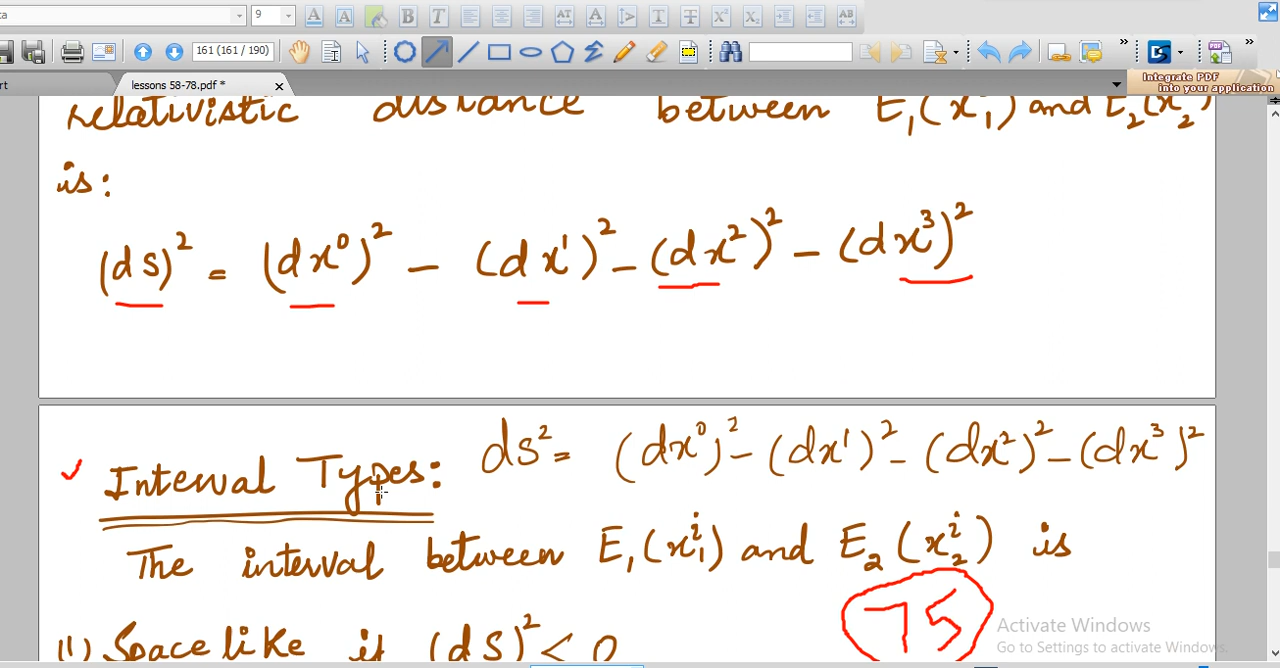 9
161 (161 / 190)
lessons 58-78.pdf *
Integrate PDF
into your application
relativistic distance between E₁(x₁) and E₂(x₂)
is:
(ds)² = (dx⁰)² - (dx¹)² - (dx²)² - (dx³)²
Interval Types: ds² = (dx⁰)² - (dx¹)² - (dx²)² - (dx³)²
The interval between E₁(x₁ⁱ) and E₂(x₂ⁱ) is
75
Activate Windows
Go to Settings to activate Windows.
(1) Space like if (dS)² < 0